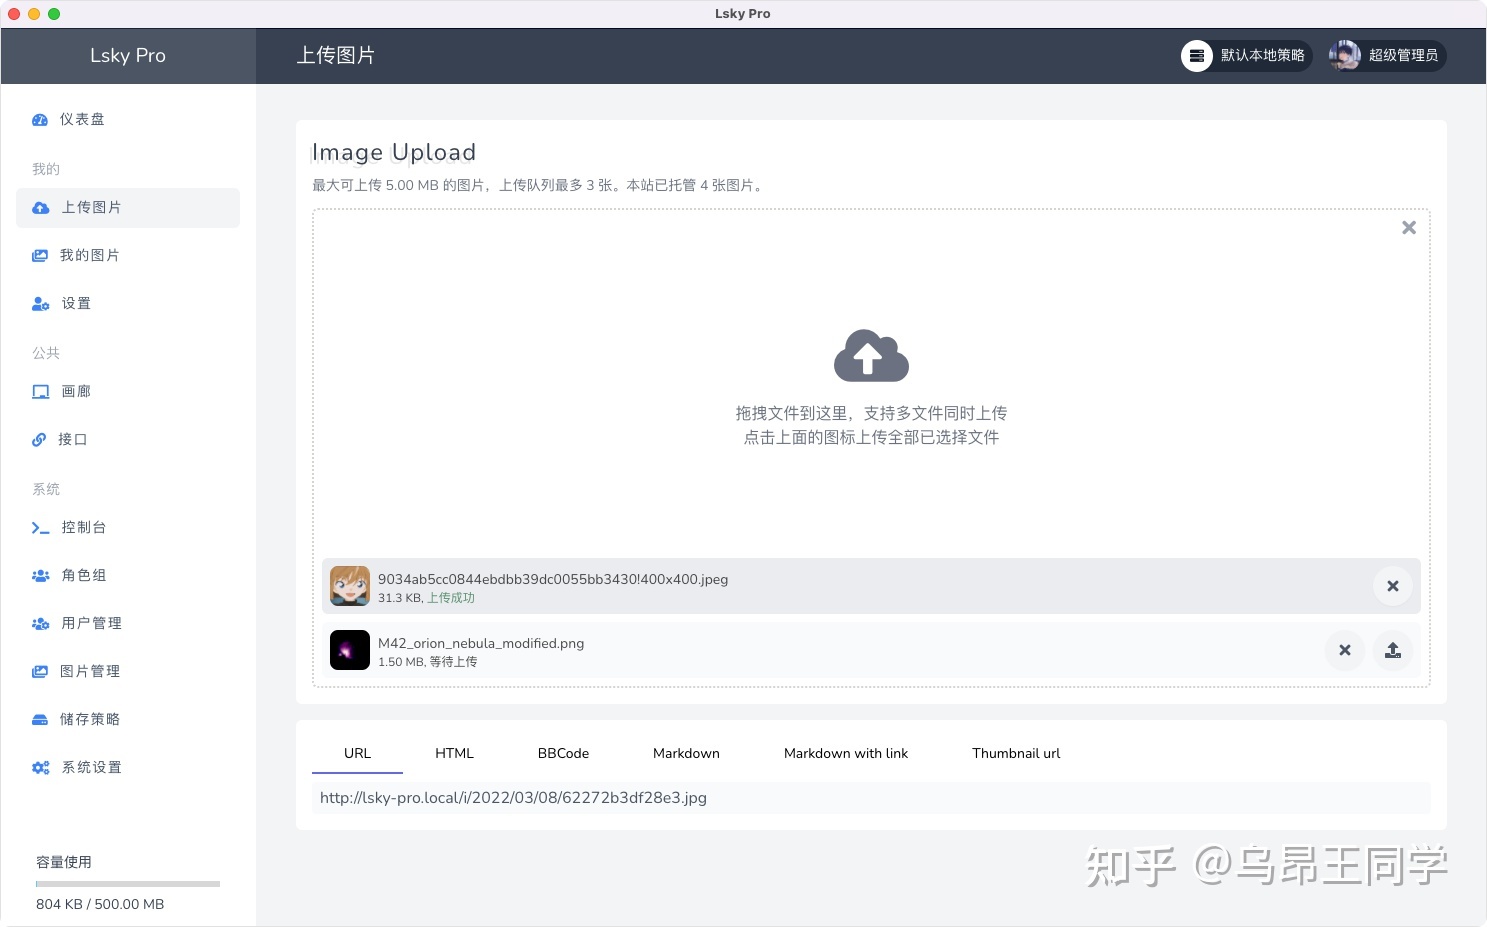 Lsky Pro
Lsky Pro
上传图片
默认本地策略
超级管理员
仪表盘
我的
上传图片
我的图片
设置
公共
画廊
接口
系统
控制台
角色组
用户管理
图片管理
储存策略
系统设置
容量使用
804 KB / 500.00 MB
Image Upload
最大可上传 5.00 MB 的图片，上传队列最多 3 张。本站已托管 4 张图片。
拖拽文件到这里，支持多文件同时上传
点击上面的图标上传全部已选择文件
9034ab5cc0844ebdbb39dc0055bb3430!400x400.jpeg
31.3 KB, 上传成功
M42_orion_nebula_modified.png
1.50 MB, 等待上传
URL
HTML
BBCode
Markdown
Markdown with link
Thumbnail url
http://lsky-pro.local/i/2022/03/08/62272b3df28e3.jpg
知乎 @乌昂王同学